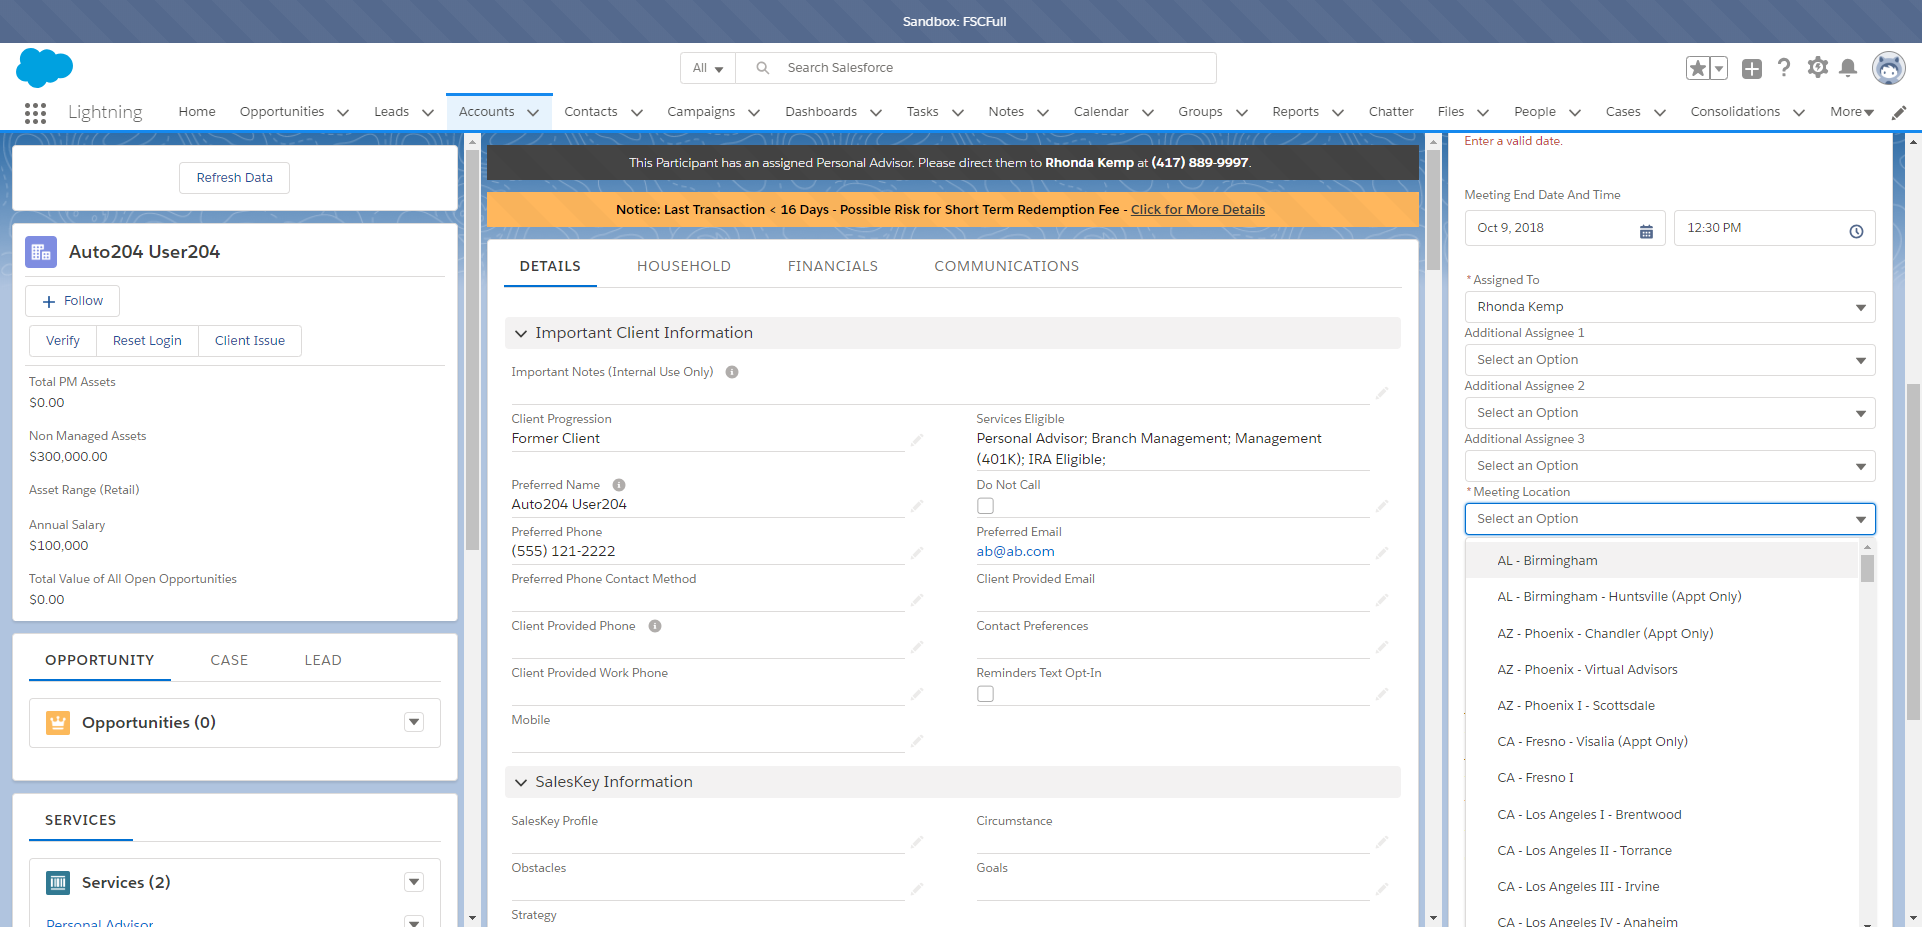 Sandbox: FSCFull
All
Search Salesforce
Lightning
Home
Opportunities
Leads
Accounts
Contacts
Campaigns
Dashboards
Tasks
Notes
Calendar
Groups
Reports
Chatter
Files
People
Cases
Consolidations
More
Refresh Data
Auto204 User204
Follow
Verify
Reset Login
Client Issue
Total PM Assets
$0.00
Non Managed Assets
$300,000.00
Asset Range (Retail)
Annual Salary
$100,000
Total Value of All Open Opportunities
$0.00
OPPORTUNITY
CASE
LEAD
Opportunities (0)
SERVICES
Services (2)
Personal Advisor
This Participant has an assigned Personal Advisor. Please direct them to Rhonda Kemp at (417) 889-9997.
Notice: Last Transaction < 16 Days - Possible Risk for Short Term Redemption Fee - Click for More Details
DETAILS
HOUSEHOLD
FINANCIALS
COMMUNICATIONS
Important Client Information
Important Notes (Internal Use Only)
Client Progression
Former Client
Services Eligible
Personal Advisor; Branch Management; Management
(401K); IRA Eligible;
Preferred Name
Auto204 User204
Do Not Call
Preferred Phone
(555) 121-2222
Preferred Email
ab@ab.com
Preferred Phone Contact Method
Client Provided Email
Client Provided Phone
Contact Preferences
Client Provided Work Phone
Reminders Text Opt-In
Mobile
SalesKey Information
SalesKey Profile
Circumstance
Obstacles
Goals
Strategy
Enter a valid date.
Meeting End Date And Time
Oct 9, 2018
12:30 PM
*Assigned To
Rhonda Kemp
Additional Assignee 1
Select an Option
Additional Assignee 2
Select an Option
Additional Assignee 3
Select an Option
*Meeting Location
Select an Option
AL - Birmingham
AL - Birmingham - Huntsville (Appt Only)
AZ - Phoenix - Chandler (Appt Only)
AZ - Phoenix - Virtual Advisors
AZ - Phoenix I - Scottsdale
CA - Fresno - Visalia (Appt Only)
CA - Fresno I
CA - Los Angeles I - Brentwood
CA - Los Angeles II - Torrance
CA - Los Angeles III - Irvine
CA - Los Angeles IV - Anaheim